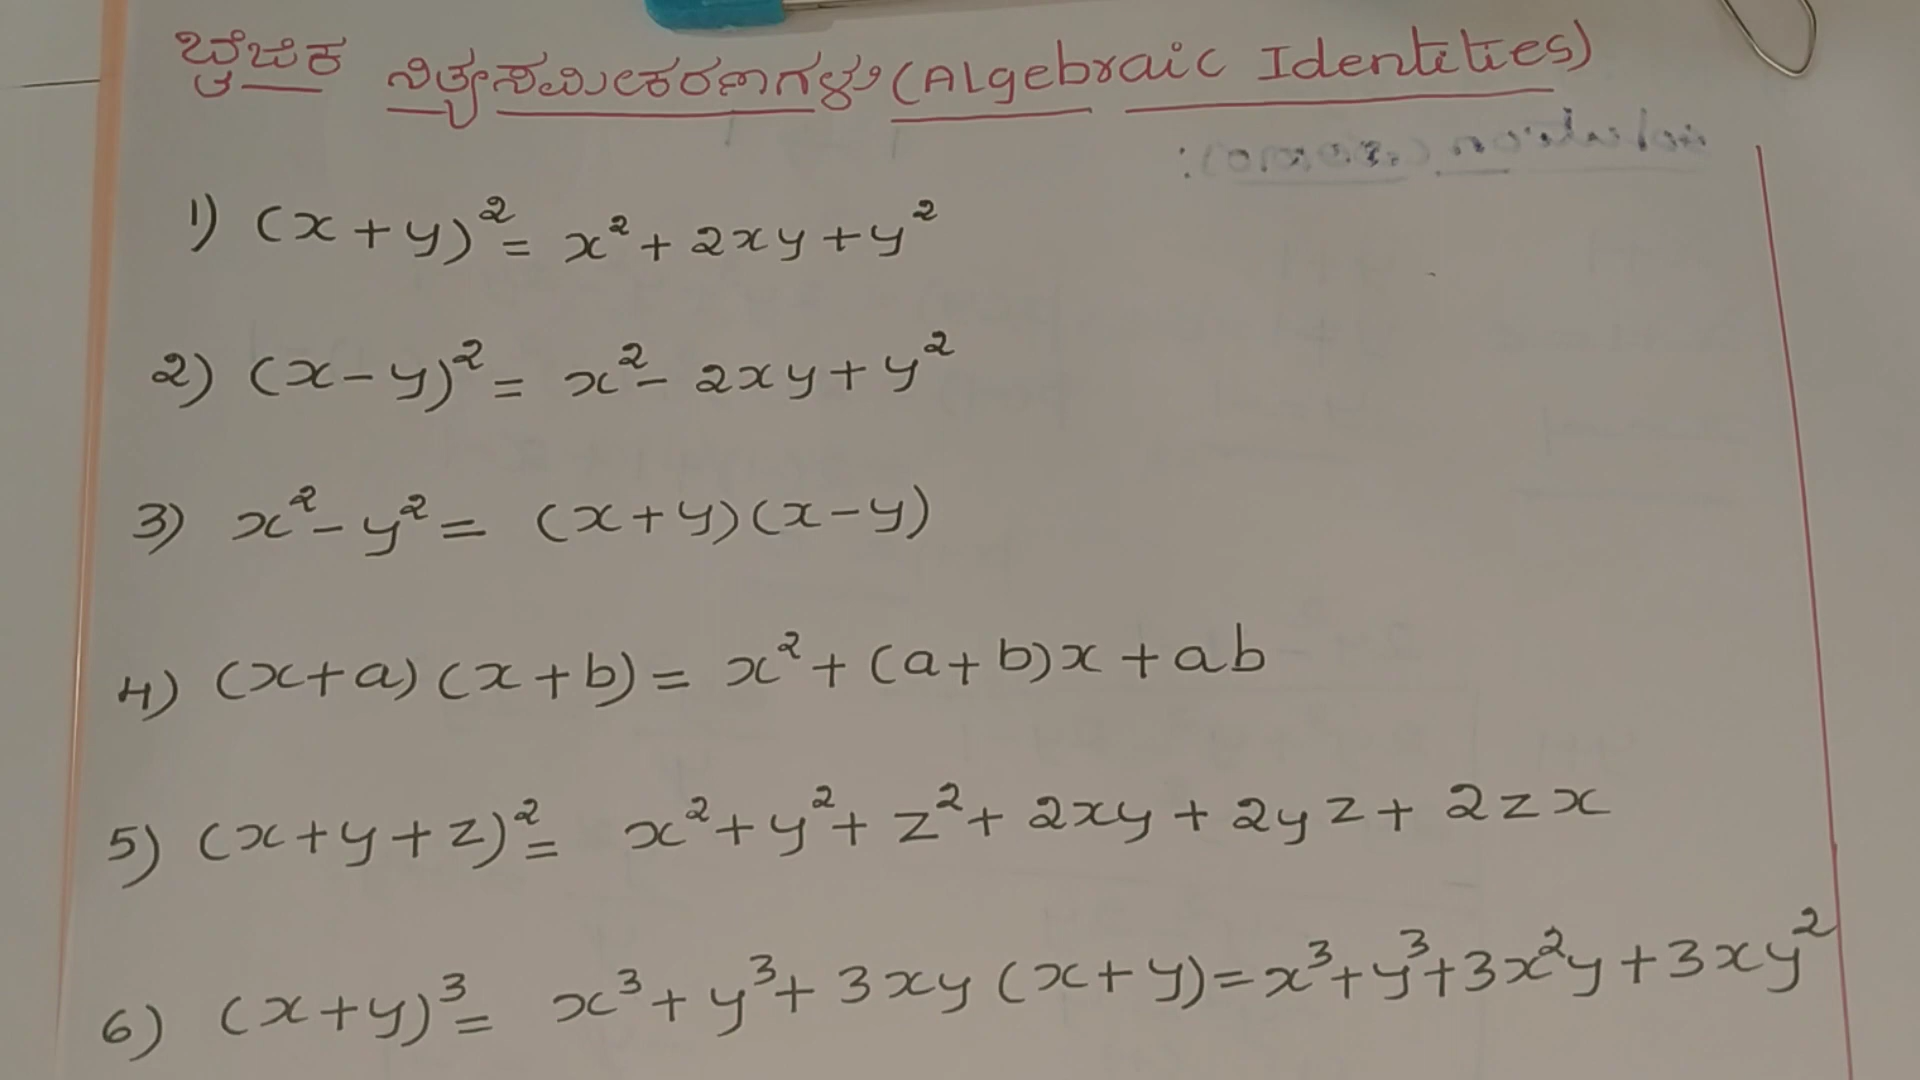 ಬೈಜಿಕ ನಿತ್ಯಸಮೀಕರಣಗಳು (Algebraic Identities)
1) (x+y)² = x² + 2xy + y²
2) (x-y)² = x² - 2xy + y²
3) x² - y² = (x+y)(x-y)
4) (x+a)(x+b) = x² + (a+b)x + ab
5) (x+y+z)² = x² + y² + z² + 2xy + 2yz + 2zx
6) (x+y)³ = x³ + y³ + 3xy(x+y) = x³ + y³ + 3x²y + 3xy²